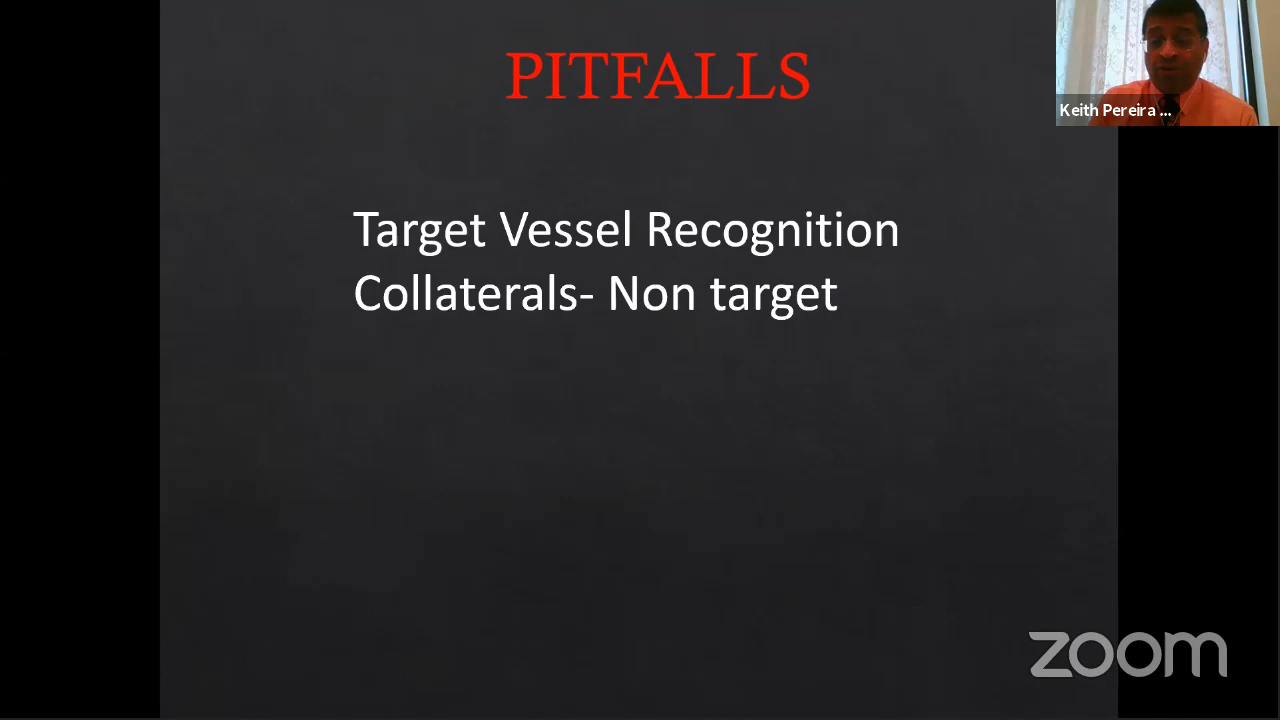 PITFALLS
Keith Pereira ...
Target Vessel Recognition
Collaterals- Non target
zoom